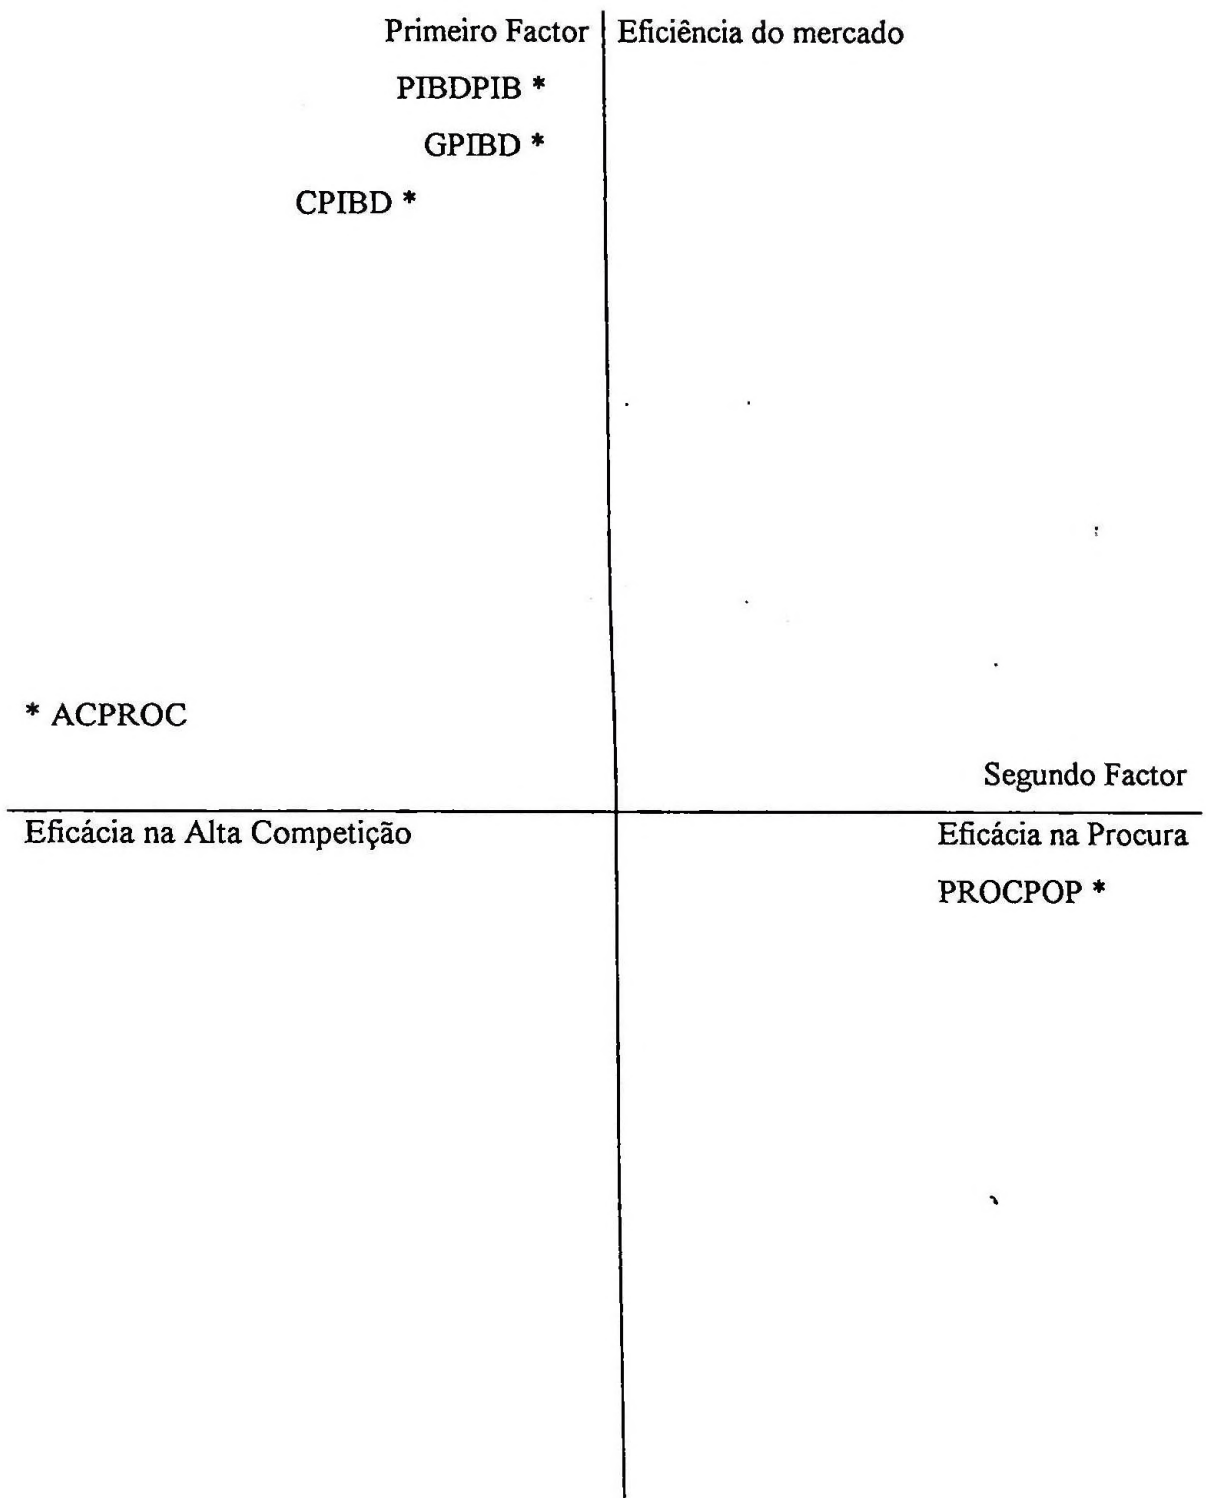 Primeiro Factor Eficiência do mercado
PIBDPIB *
GPIBD *
CPIBD *
* ACPROC
Segundo Factor
Eficácia na Alta Competição Eficácia na Procura
PROCPOP *